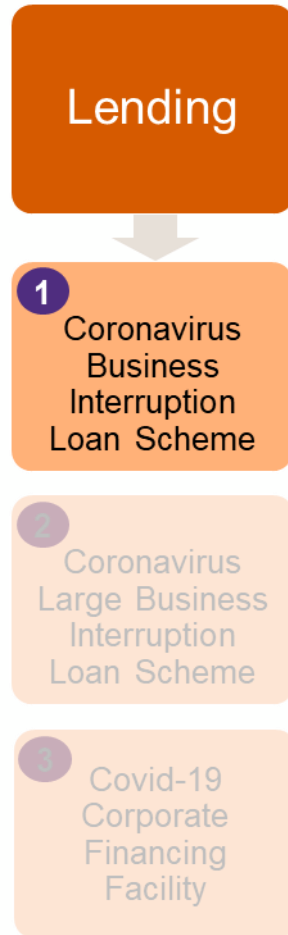 Lending
1
Coronavirus
Business
Interruption
Loan Scheme
2
Coronavirus
Large Business
Interruption
Loan Scheme
3
Covid-19
Corporate
Financing
Facility